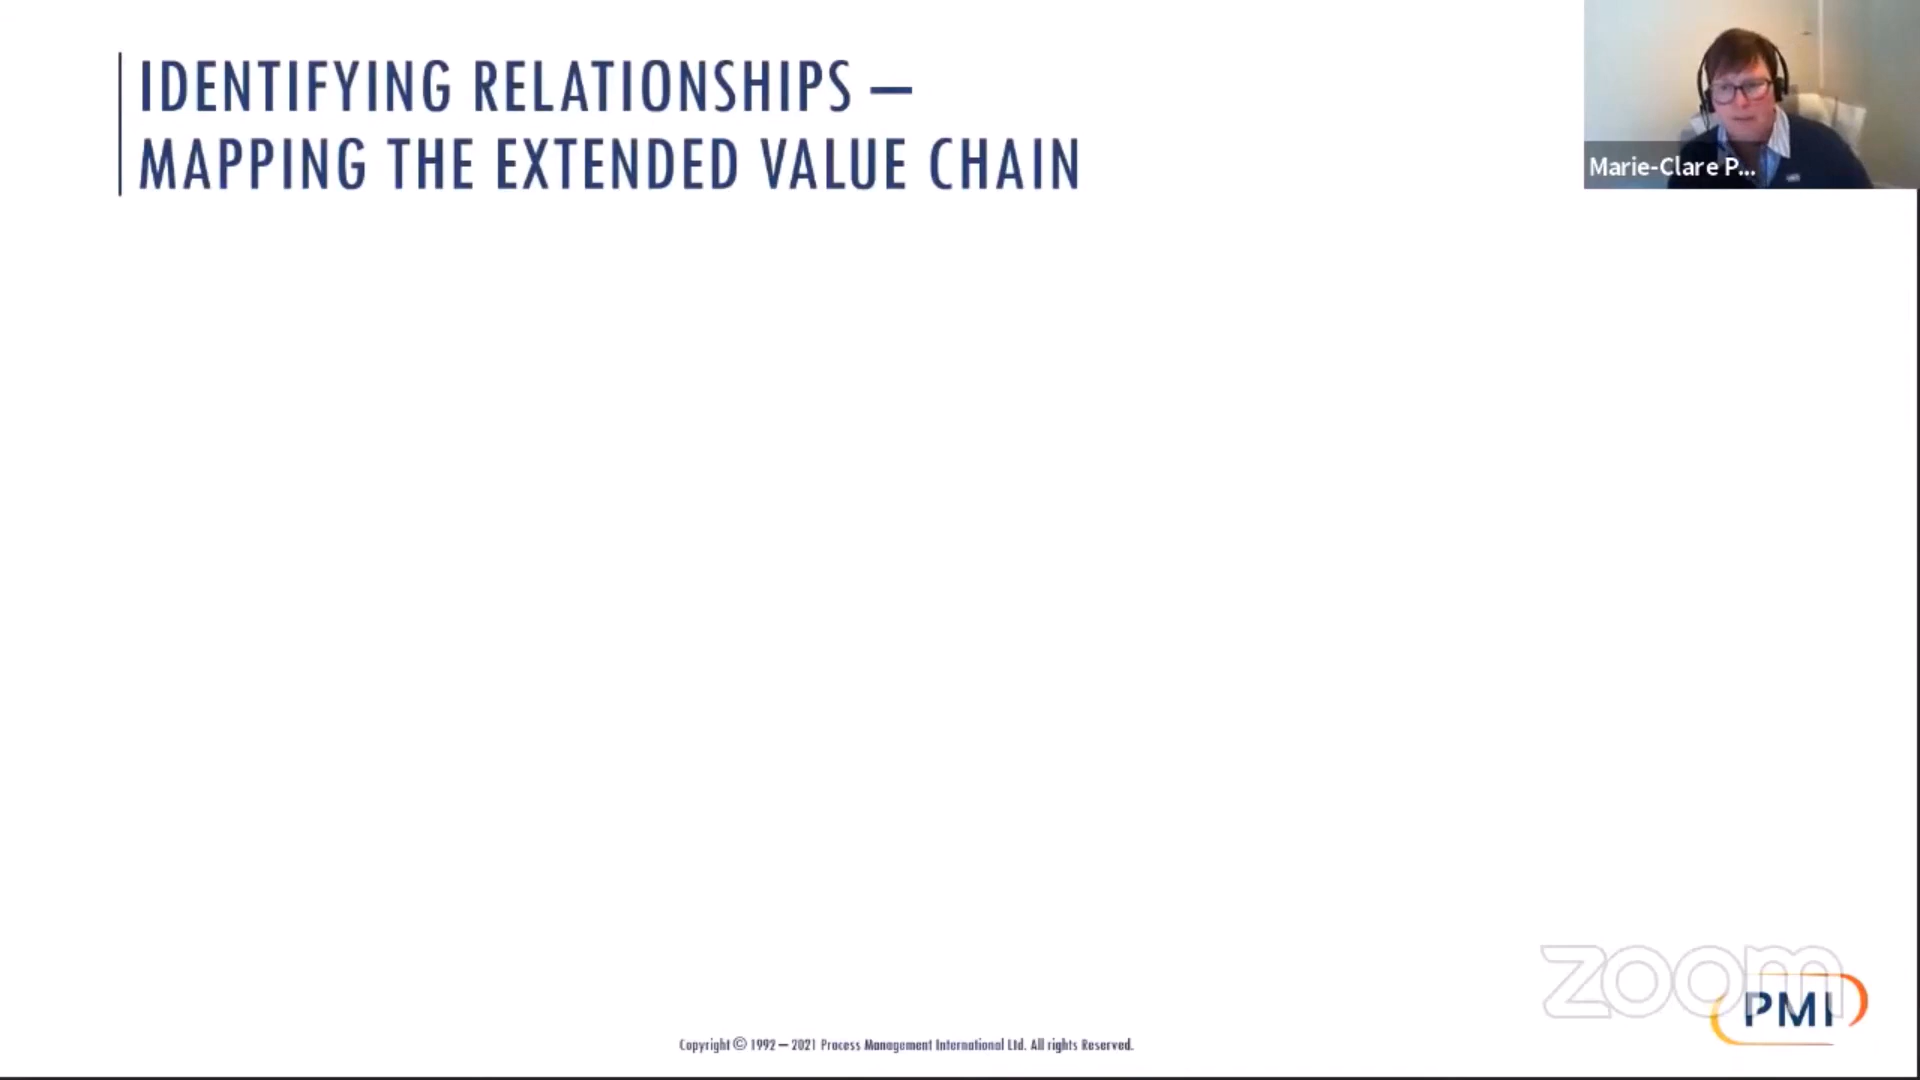 IDENTIFYING RELATIONSHIPS –
MAPPING THE EXTENDED VALUE CHAIN
Marie-Clare P...
zoom
PMI
Copyright © 1992 – 2021 Process Management International Ltd. All rights Reserved.